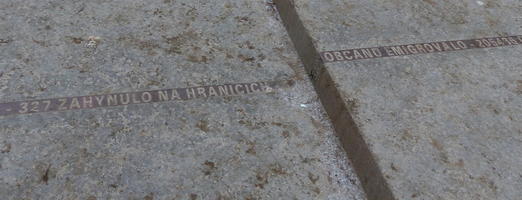 - 327 ZAHYNULO NA HRANICÍCH
OBČANŮ EMIGROVALO -